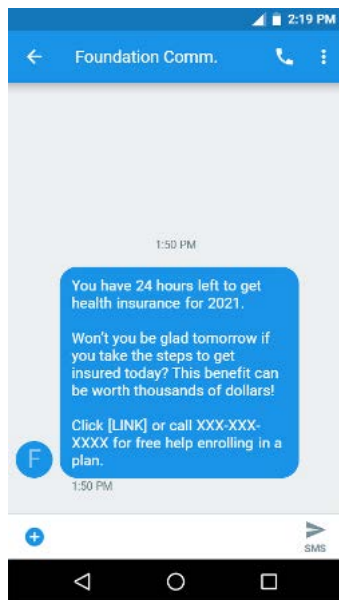 2:19 PM
Foundation Comm.
1:50 PM
You have 24 hours left to get
health insurance for 2021.
Won't you be glad tomorrow if
you take the steps to get
insured today? This benefit can
be worth thousands of dollars!
Click [LINK] or call XXX-XXX-
XXXX for free help enrolling in a
plan.
F
1:50 PM
SMS